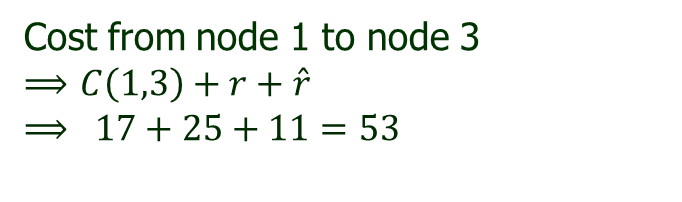 Cost from node 1 to node 3
⟹ C(1,3) + r + r̂
⟹ 17 + 25 + 11 = 53